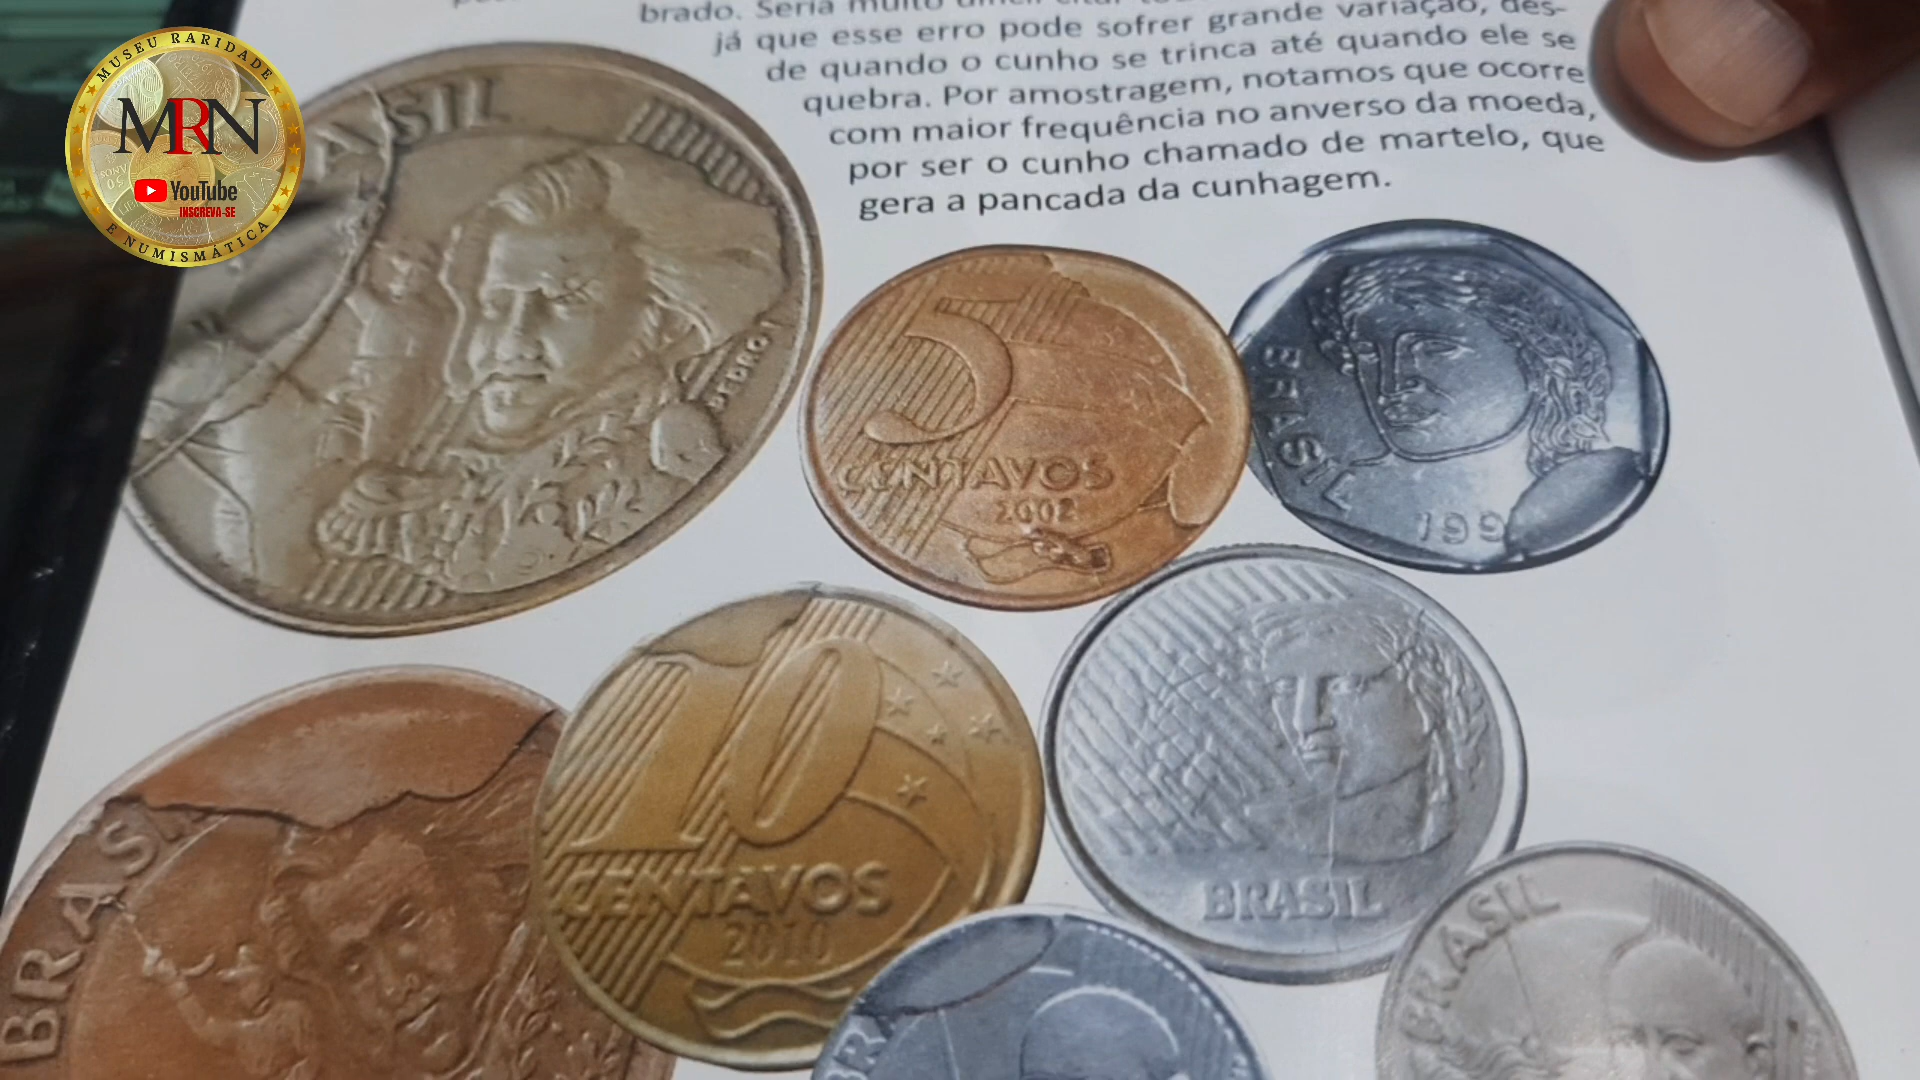 brado. Seria muito difícil citar
já que esse erro pode sofrer grande variação, des-
de quando o cunho se trinca até quando ele se
quebra. Por amostragem, notamos que ocorre
com maior frequência no anverso da moeda,
por ser o cunho chamado de martelo, que
gera a pancada da cunhagem.
MUSEU RARIDADE
MRN
YouTube
INSCREVA-SE
E NUMISMÁTICA
ASIL
PEDRO I
5
CENTAVOS
2002
BRASIL
199
10
CENTAVOS
2010
BRASIL
BRASI
BR
BRASIL